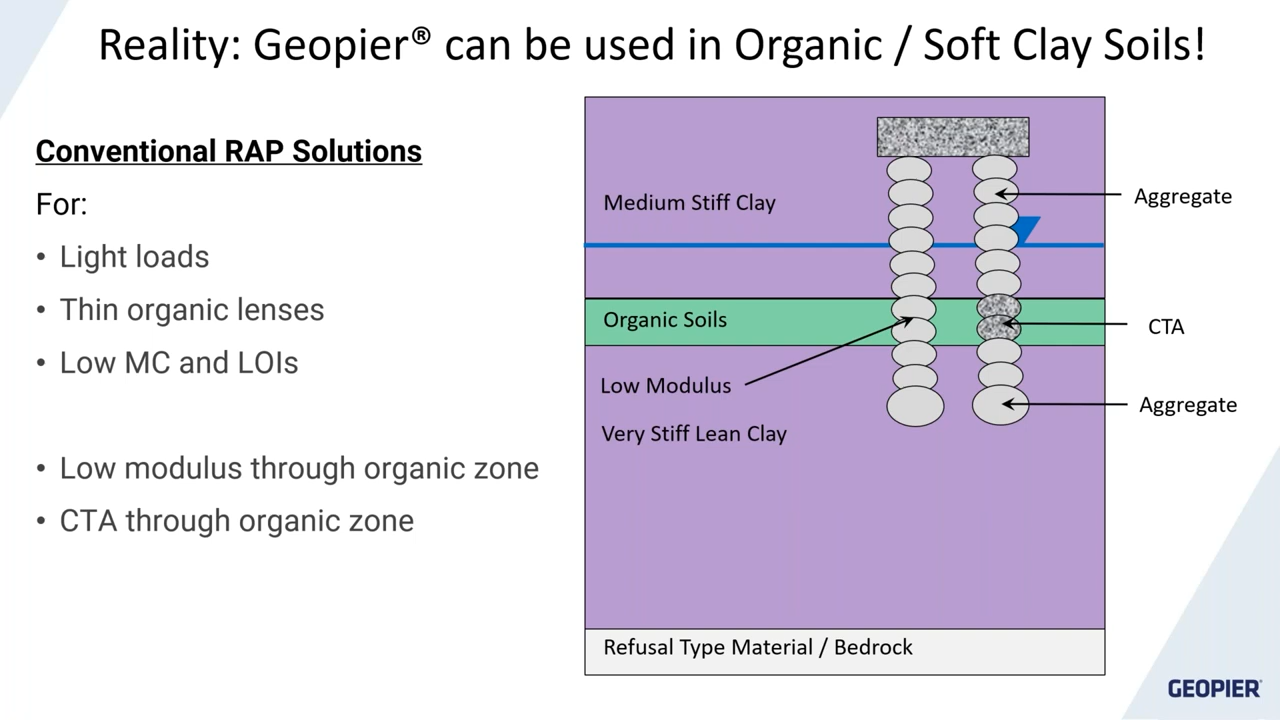 Reality: Geopier® can be used in Organic / Soft Clay Soils!
Conventional RAP Solutions
For:
• Light loads
• Thin organic lenses
• Low MC and LOIs
• Low modulus through organic zone
• CTA through organic zone
Medium Stiff Clay
Aggregate
Organic Soils
CTA
Low Modulus
Aggregate
Very Stiff Lean Clay
Refusal Type Material / Bedrock
GEOPIER®